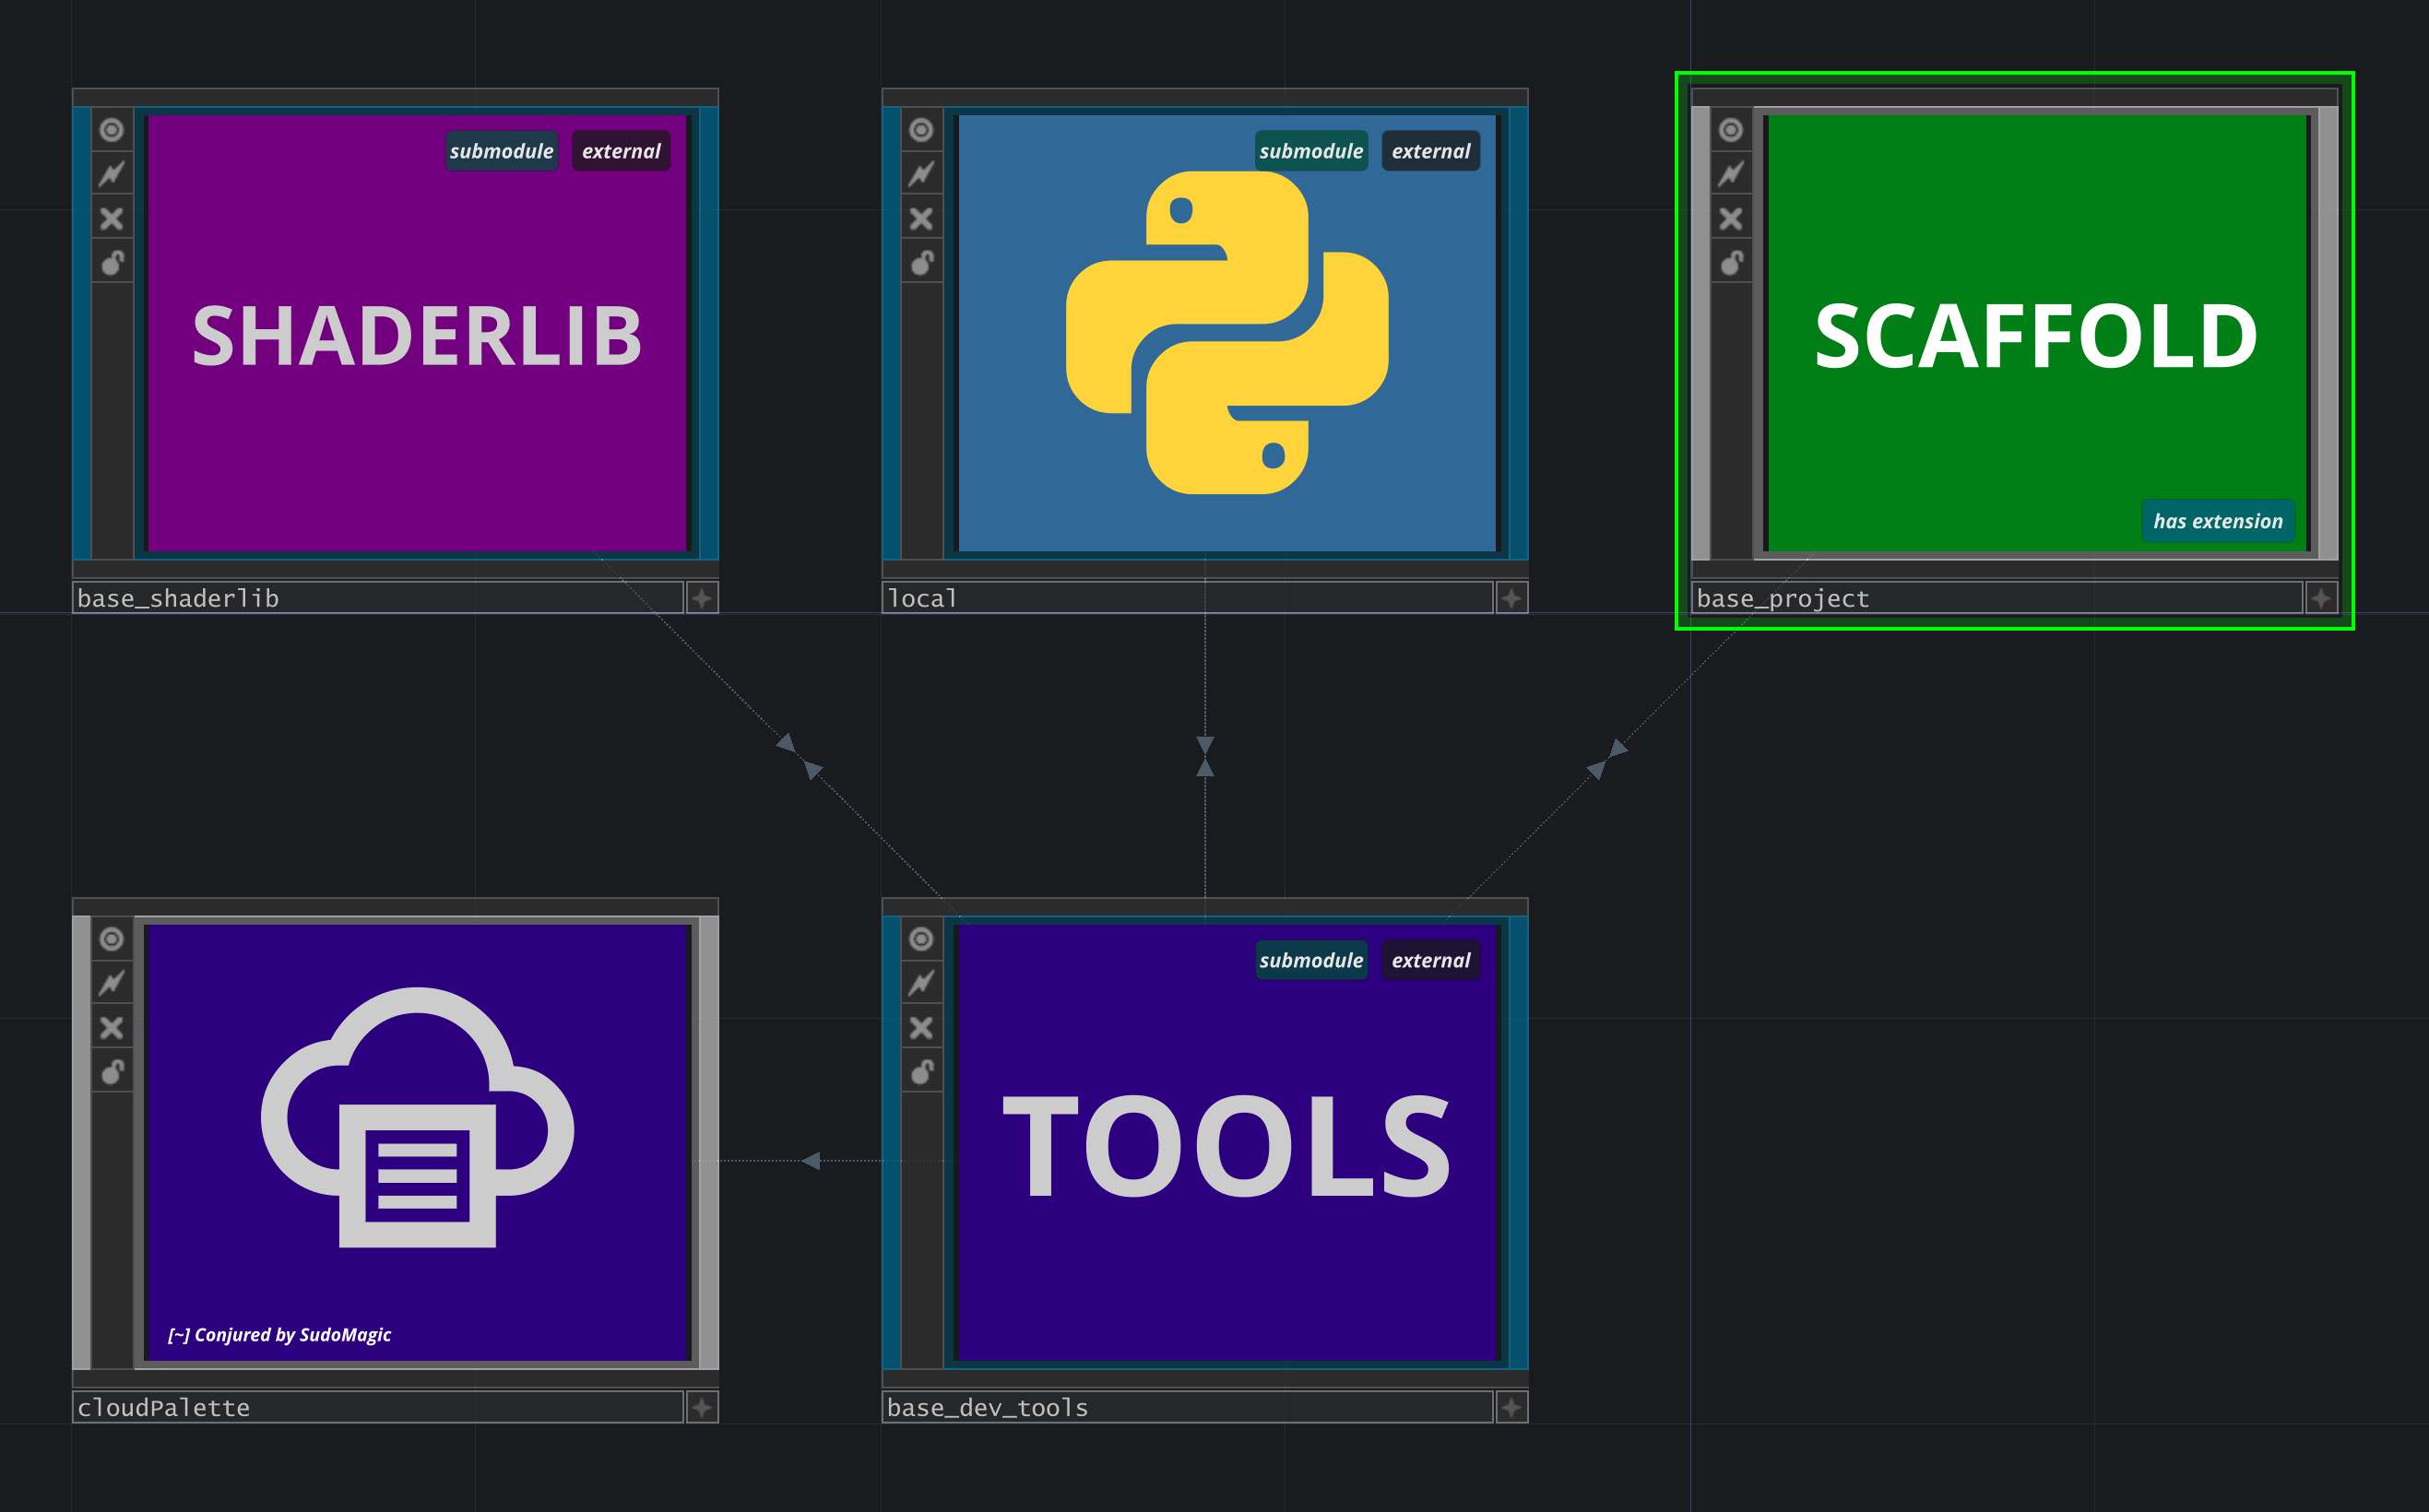 submodule external
SHADERLIB
base_shaderlib
submodule external
local
SCAFFOLD
has extension
base_project
[~] Conjured by SudoMagic
cloudPalette
submodule external
TOOLS
base_dev_tools